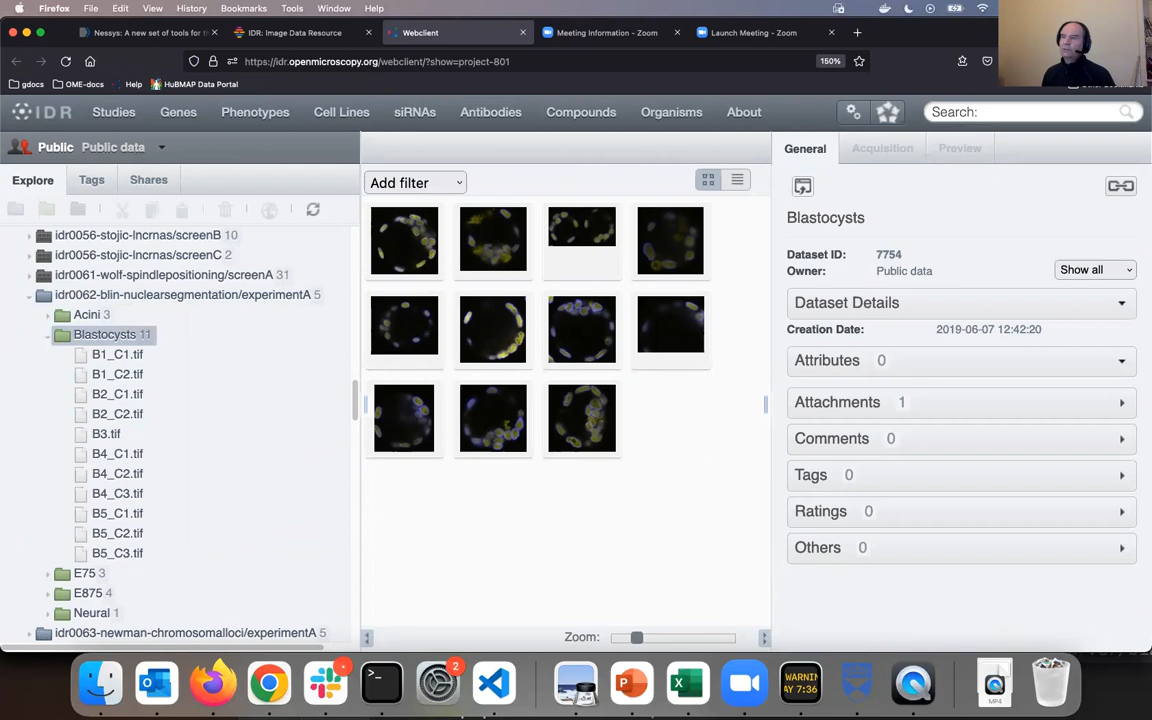 Firefox File Edit View History Bookmarks Tools Window Help
Nessys: A new set of tools for th
IDR: Image Data Resource
Webclient
Meeting Information - Zoom
Launch Meeting - Zoom
https://idr.openmicroscopy.org/webclient/?show=project-801
150%
gdocs OME-docs Help HuBMAP Data Portal
IDR Studies Genes Phenotypes Cell Lines siRNAs Antibodies Compounds Organisms About Search:
Public Public data
Explore Tags Shares
idr0056-stojic-lncrnas/screenB 10
idr0056-stojic-lncrnas/screenC 2
idr0061-wolf-spindlepositioning/screenA 31
idr0062-blin-nuclearsegmentation/experimentA 5
Acini 3
Blastocysts 11
B1_C1.tif
B1_C2.tif
B2_C1.tif
B2_C2.tif
B3.tif
B4_C1.tif
B4_C2.tif
B4_C3.tif
B5_C1.tif
B5_C2.tif
B5_C3.tif
E75 3
E875 4
Neural 1
idr0063-newman-chromosomalloci/experimentA 5
Add filter
Zoom:
General Acquisition Preview
Blastocysts
Dataset ID: 7754
Owner: Public data
Show all
Dataset Details
Creation Date: 2019-06-07 12:42:20
Attributes 0
Attachments 1
Comments 0
Tags 0
Ratings 0
Others 0
2
WARNIN
AY 7:36
MP4